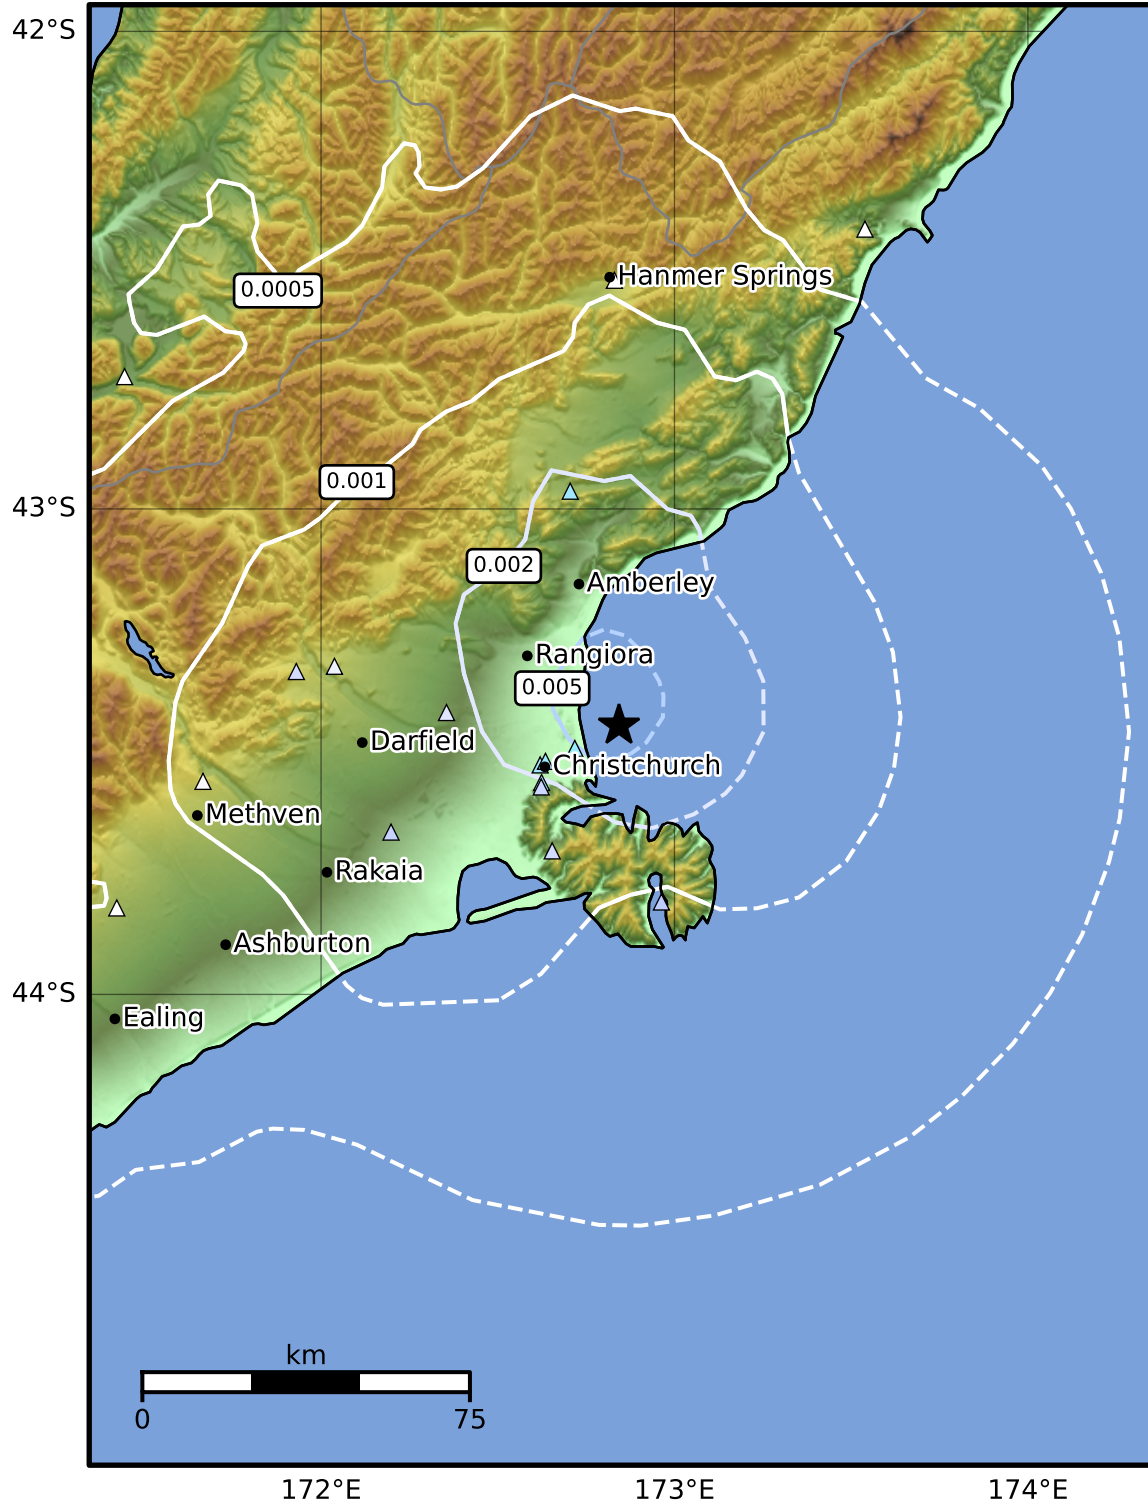 42°S
Hanmer Springs
0.0005
0.001
43°S
0.002
Amberley
Rangiora
0.005
Darfield
Christchurch
Methven
Rakaia
Ashburton
44°S
Ealing
km
0
75
172°E
173°E
174°E